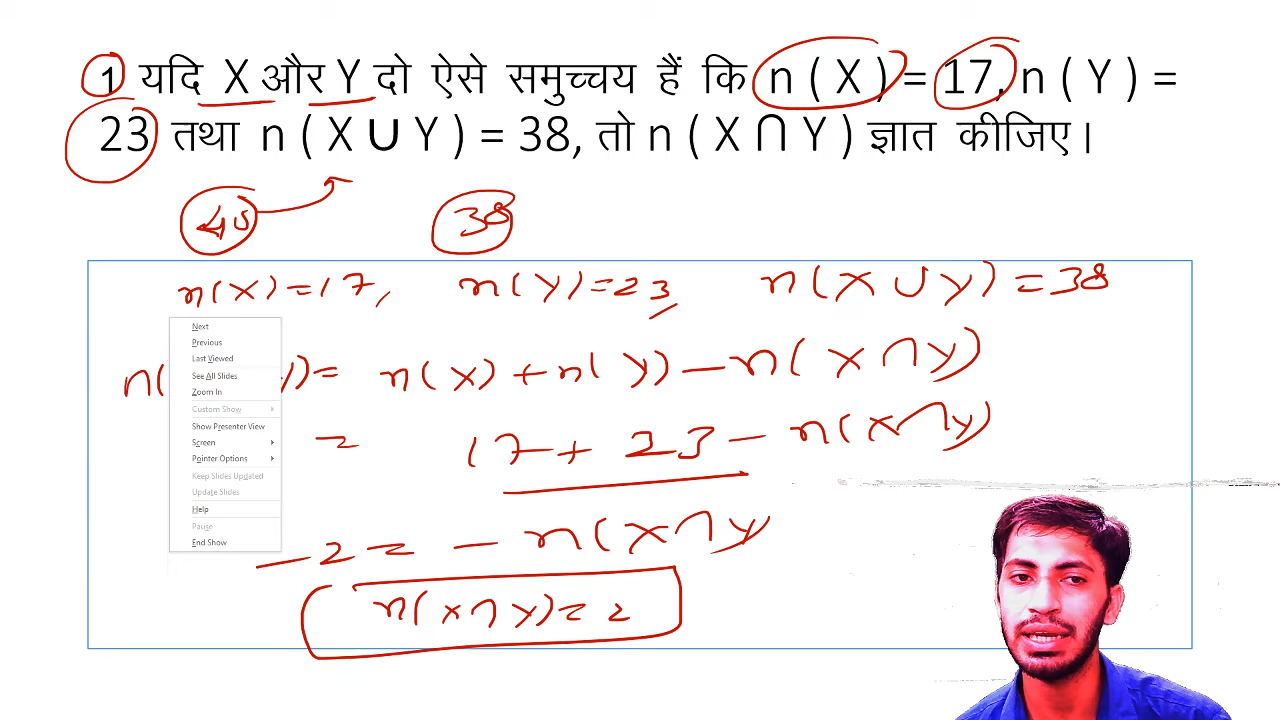 1 यदि X और Y दो ऐसे समुच्चय हैं कि n ( X ) = 17, n ( Y ) =
23 तथा n ( X ∪ Y ) = 38, तो n ( X ∩ Y ) ज्ञात कीजिए।
38
n(X)=17, n(Y)=23, n(X∪Y)=38
n( Y)= n(X)+n(Y)-n(X∩Y)
= 17+23-n(X∩Y)
-2= -n(X∩Y
n(X∩Y)=2
Next
Previous
Last Viewed
See All Slides
Zoom In
Custom Show
Show Presenter View
Screen
Pointer Options
Keep Slides Updated
Update Slides
Help
Pause
End Show